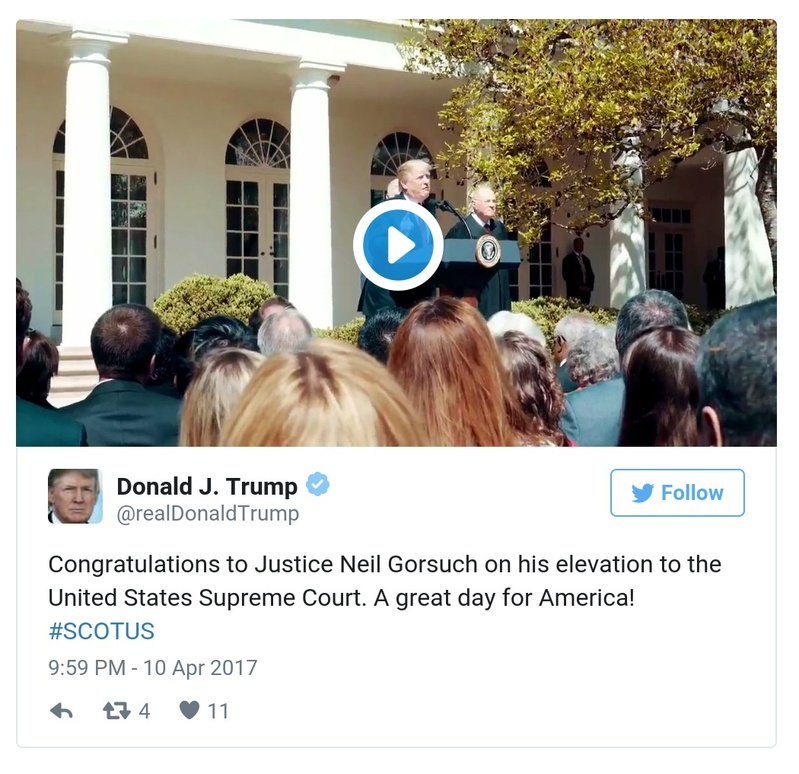 Donald J. Trump
@realDonaldTrump
Follow
Congratulations to Justice Neil Gorsuch on his elevation to the
United States Supreme Court. A great day for America!
#SCOTUS
9:59 PM - 10 Apr 2017
4 11